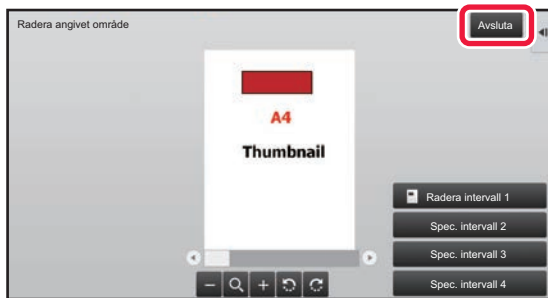 Radera angivet område
Avsluta
A4
Thumbnail
Radera intervall 1
Spec. intervall 2
Spec. intervall 3
Spec. intervall 4